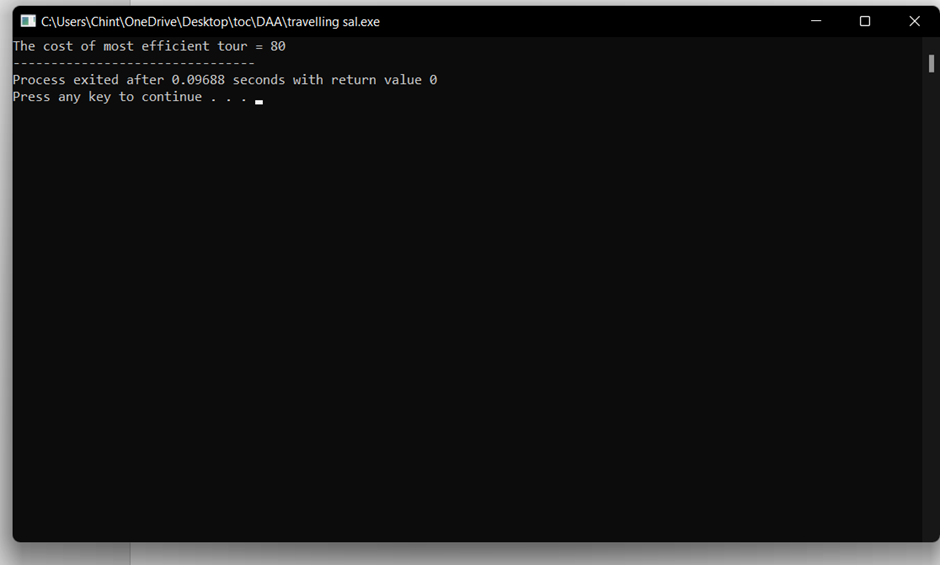 C:\Users\Chint\OneDrive\Desktop\toc\DAA\travelling sal.exe
The cost of most efficient tour = 80
--------------------------------
Process exited after 0.09688 seconds with return value 0
Press any key to continue . . .